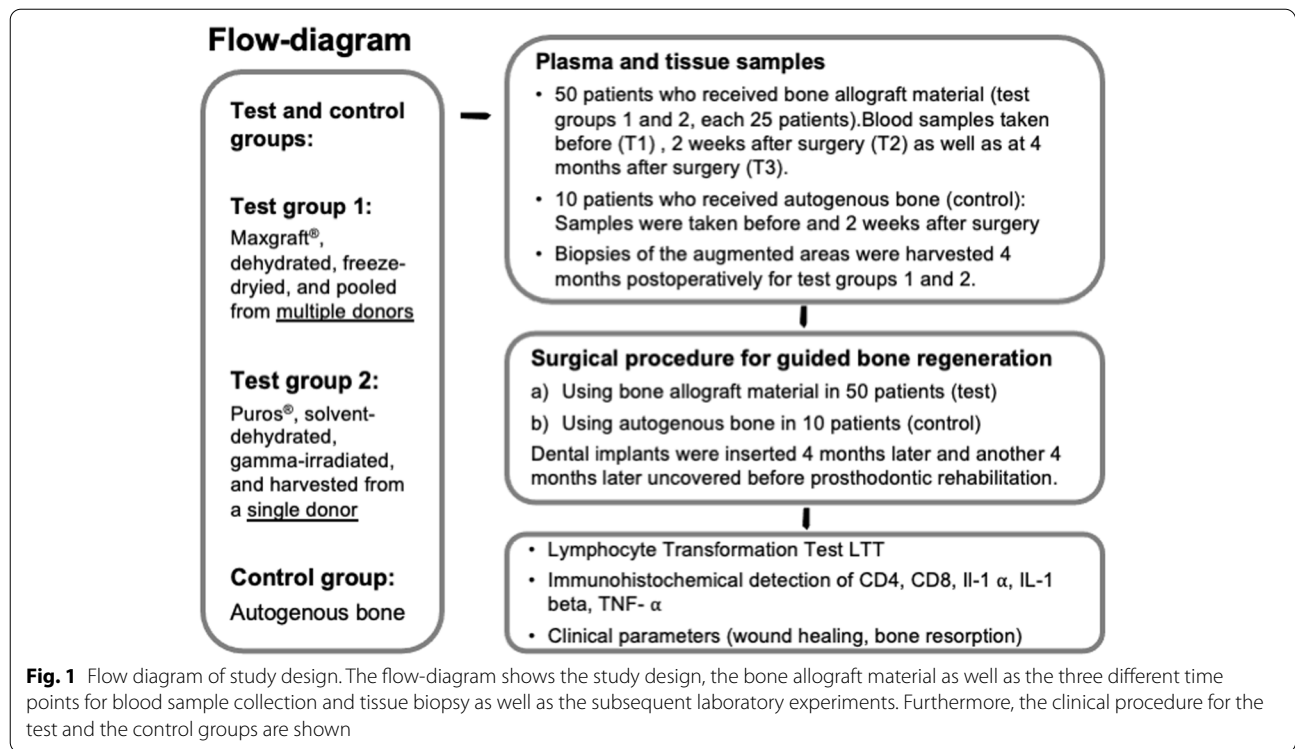 Flow-diagram
Test and control
groups:
Test group 1:
Maxgraft®,
dehydrated, freeze-
dryied, and pooled
from multiple donors
Test group 2:
Puros®, solvent-
dehydrated,
gamma-irradiated,
and harvested from
a single donor
Control group:
Autogenous bone
Plasma and tissue samples
• 50 patients who received bone allograft material (test
groups 1 and 2, each 25 patients).Blood samples taken
before (T1) , 2 weeks after surgery (T2) as well as at 4
months after surgery (T3).
• 10 patients who received autogenous bone (control):
Samples were taken before and 2 weeks after surgery
• Biopsies of the augmented areas were harvested 4
months postoperatively for test groups 1 and 2.
Surgical procedure for guided bone regeneration
a) Using bone allograft material in 50 patients (test)
b) Using autogenous bone in 10 patients (control)
Dental implants were inserted 4 months later and another 4
months later uncovered before prosthodontic rehabilitation.
• Lymphocyte Transformation Test LTT
• Immunohistochemical detection of CD4, CD8, Il-1 α, IL-1
beta, TNF- α
• Clinical parameters (wound healing, bone resorption)
Fig. 1 Flow diagram of study design. The flow-diagram shows the study design, the bone allograft material as well as the three different time
points for blood sample collection and tissue biopsy as well as the subsequent laboratory experiments. Furthermore, the clinical procedure for the
test and the control groups are shown